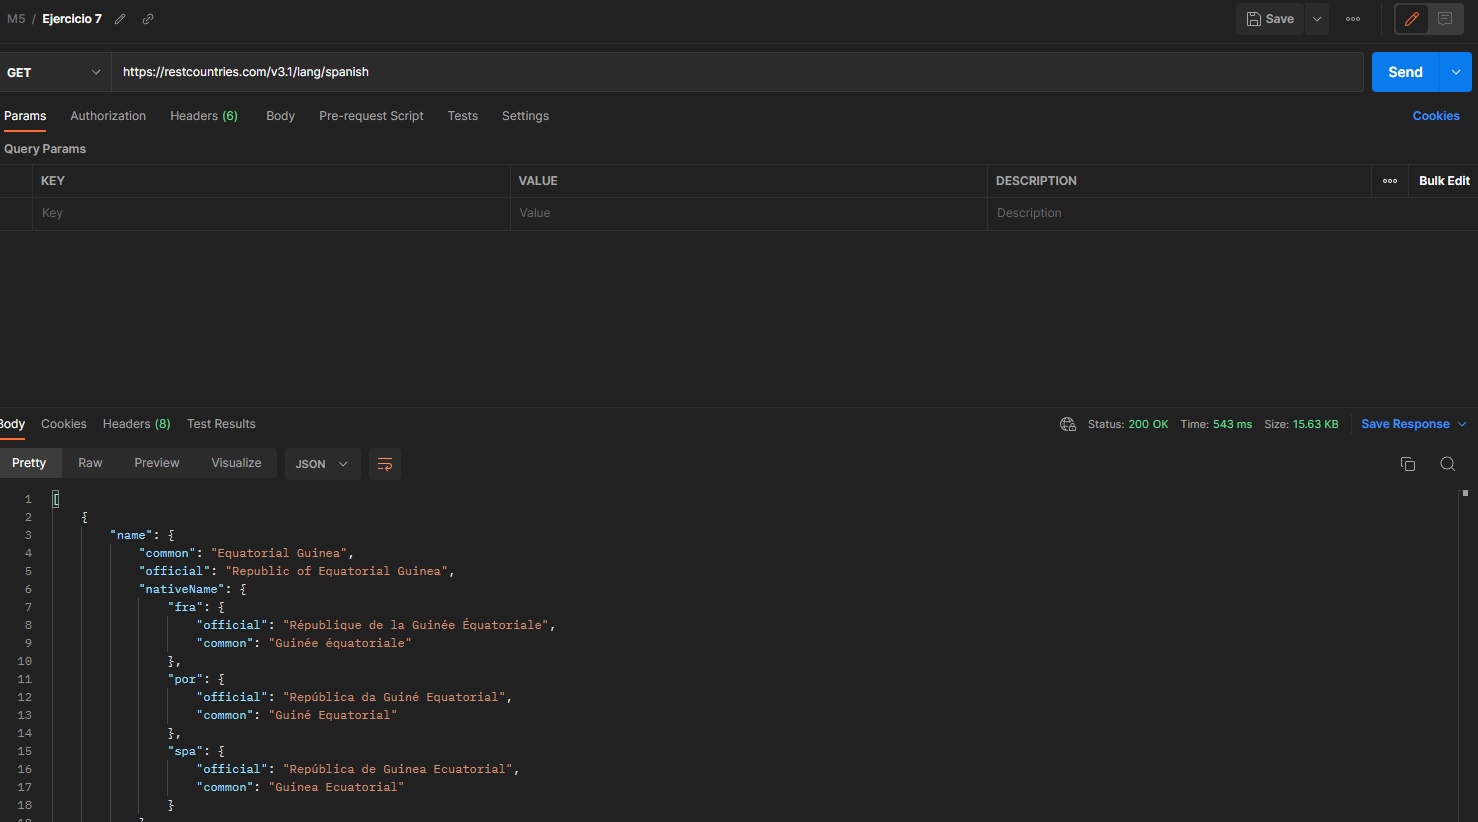 M5 / Ejercicio 7
Save
GET https://restcountries.com/v3.1/lang/spanish Send
Params Authorization Headers (6) Body Pre-request Script Tests Settings Cookies
Query Params
KEY VALUE DESCRIPTION Bulk Edit
Key Value Description
Body Cookies Headers (8) Test Results Status: 200 OK Time: 543 ms Size: 15.63 KB Save Response
Pretty Raw Preview Visualize JSON
1 [
2 {
3 "name": {
4 "common": "Equatorial Guinea",
5 "official": "Republic of Equatorial Guinea",
6 "nativeName": {
7 "fra": {
8 "official": "République de la Guinée Équatoriale",
9 "common": "Guinée équatoriale"
10 },
11 "por": {
12 "official": "República da Guiné Equatorial",
13 "common": "Guiné Equatorial"
14 },
15 "spa": {
16 "official": "República de Guinea Ecuatorial",
17 "common": "Guinea Ecuatorial"
18 }